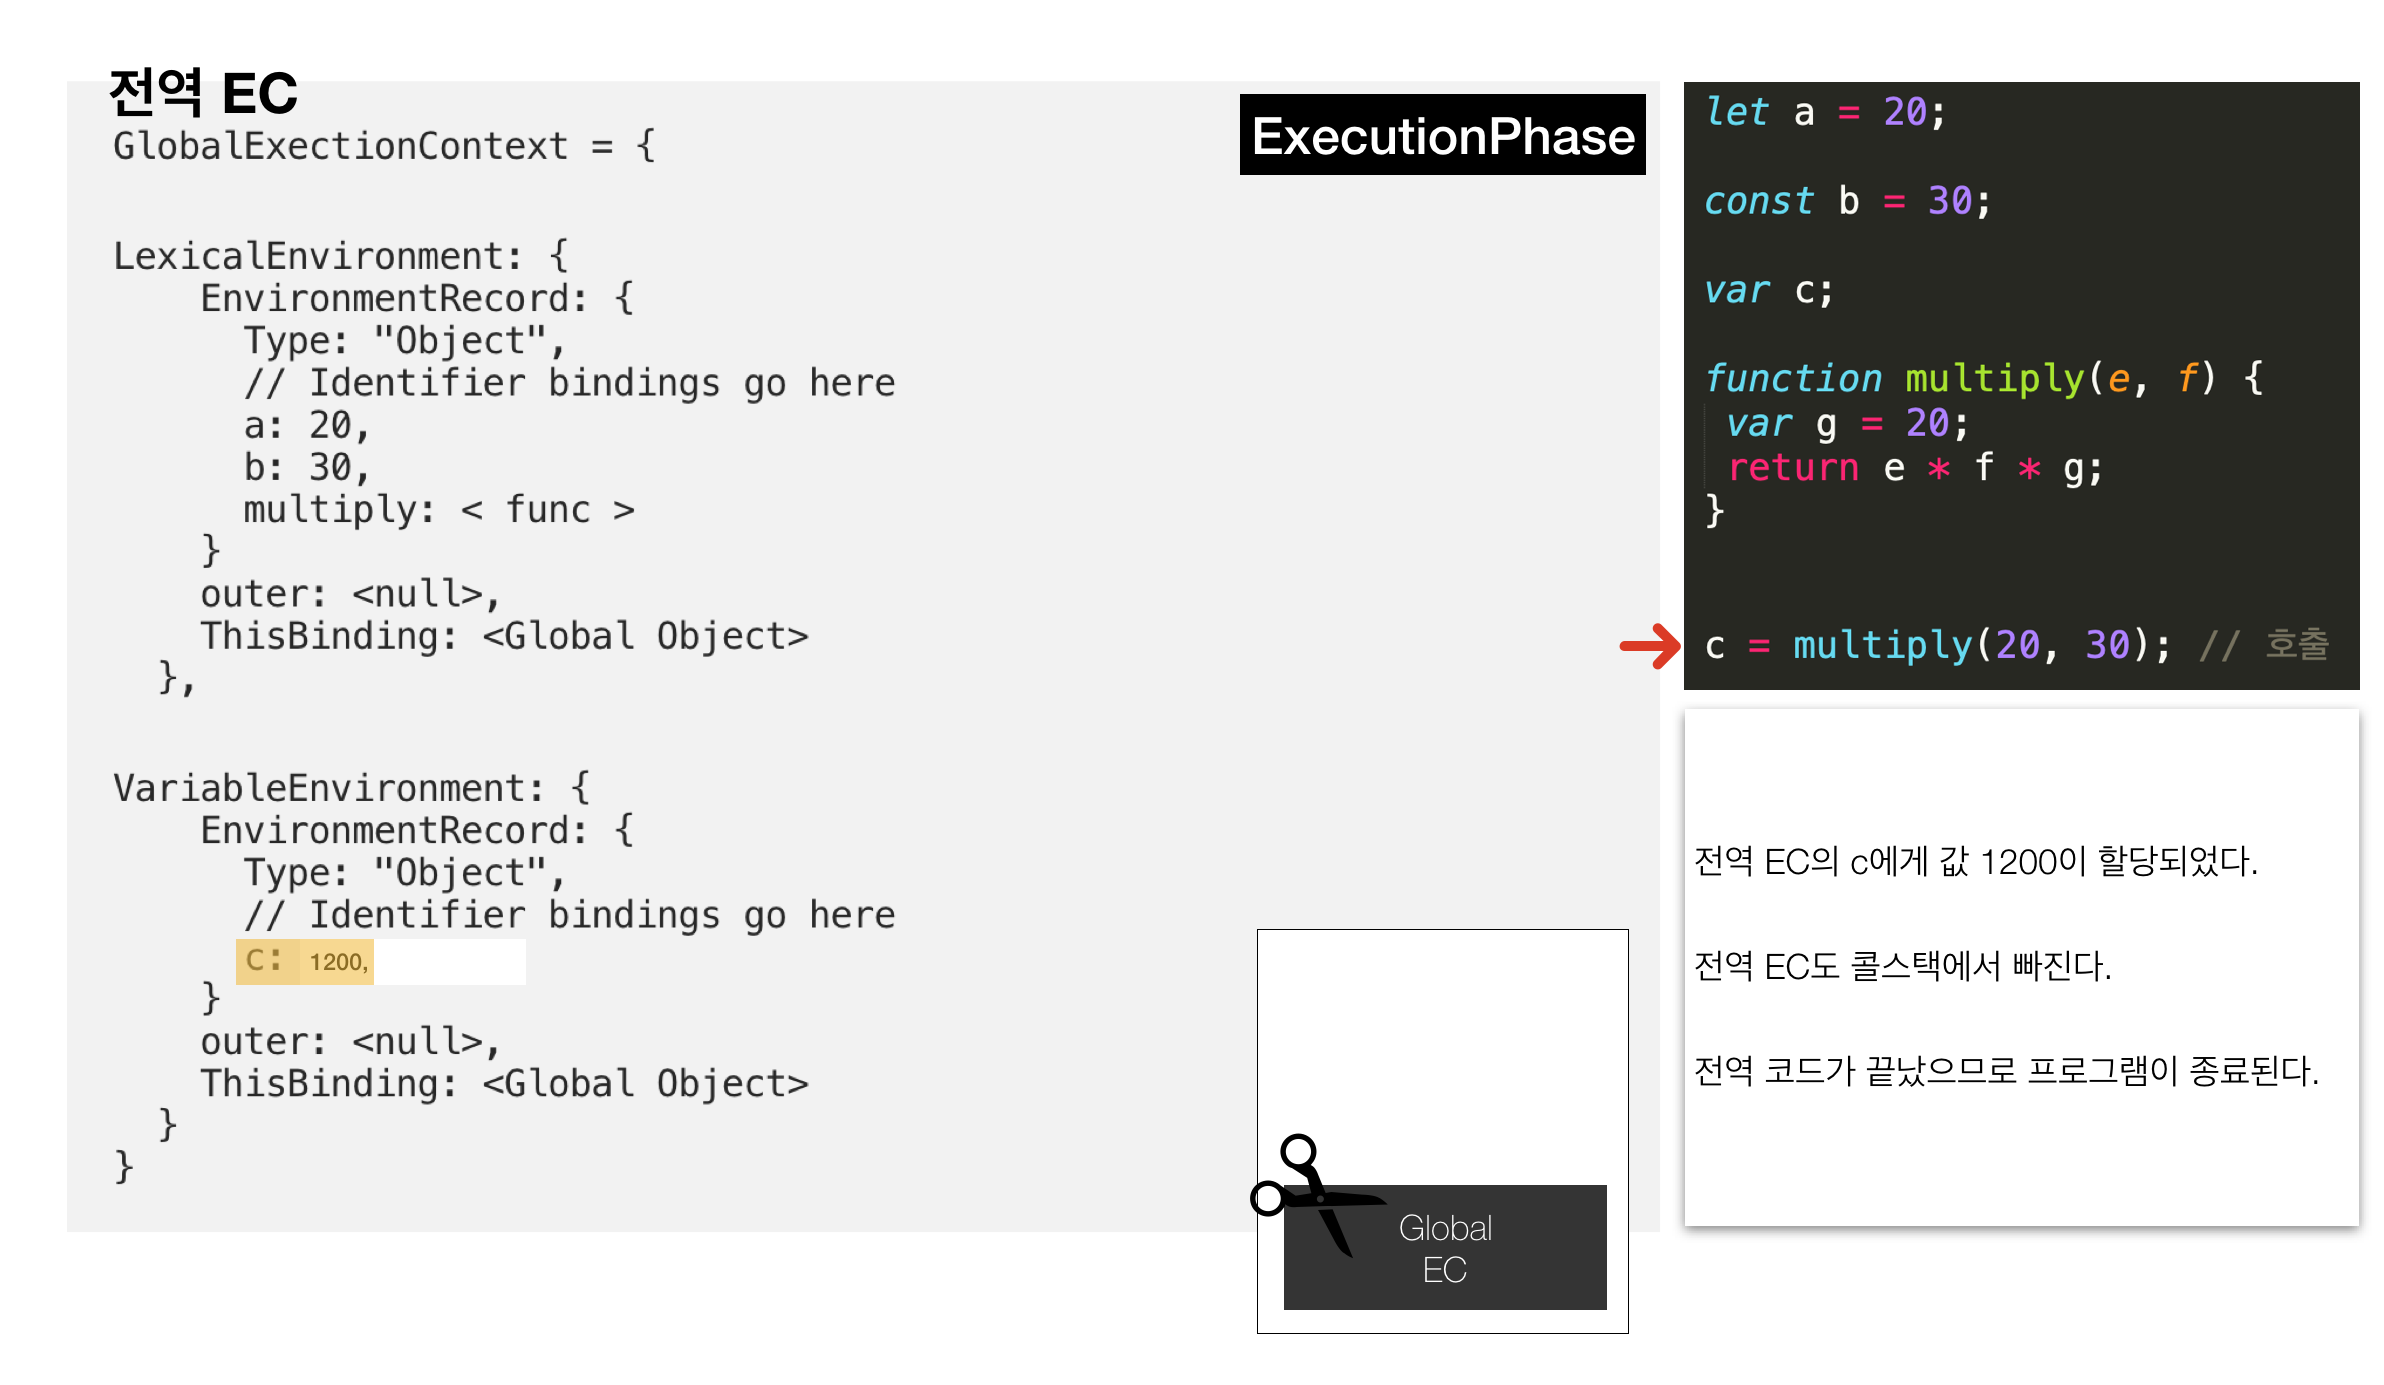 전역 EC
GlobalExectionContext = {
LexicalEnvironment: {
EnvironmentRecord: {
Type: "Object",
// Identifier bindings go here
a: 20,
b: 30,
multiply: < func >
}
outer: <null>,
ThisBinding: <Global Object>
},
VariableEnvironment: {
EnvironmentRecord: {
Type: "Object",
// Identifier bindings go here
c: 1200,
}
outer: <null>,
ThisBinding: <Global Object>
}
}
ExecutionPhase
Global
EC
let a = 20;
const b = 30;
var c;
function multiply(e, f) {
var g = 20;
return e * f * g;
}
c = multiply(20, 30); // 호출
전역 EC의 c에게 값 1200이 할당되었다.
전역 EC도 콜스택에서 빠진다.
전역 코드가 끝났으므로 프로그램이 종료된다.